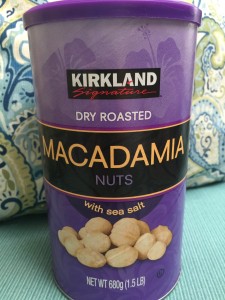 KIRKLAND
Signature
DRY ROASTED
MACADAMIA
NUTS
with sea salt
NET WT 680g (1.5 LB)